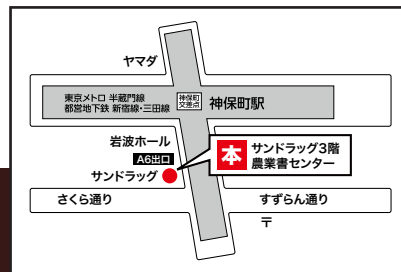 ヤマダ
東京メトロ 半蔵門線
都営地下鉄 新宿線・三田線
神保町
交差点
神保町駅
岩波ホール
A6出口
サンドラッグ
本
サンドラッグ3階
農業書センター
さくら通り
すずらん通り
〒